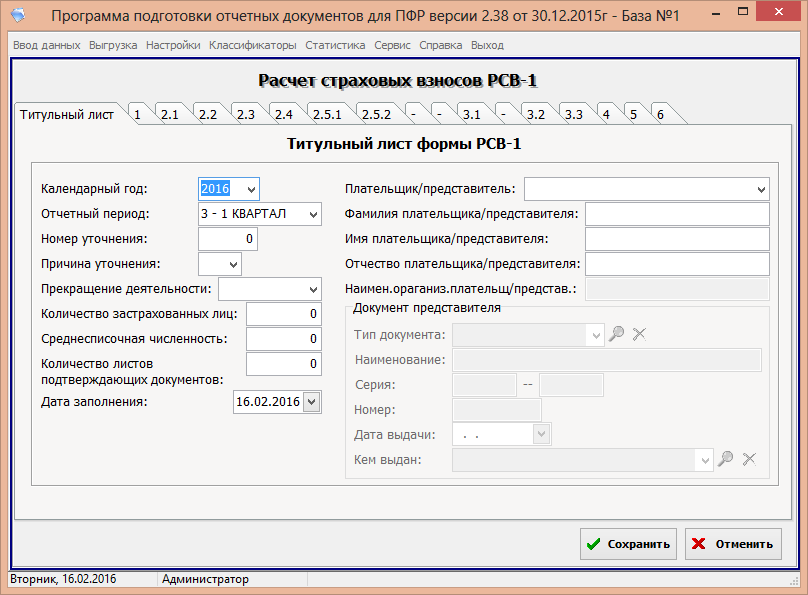 Программа подготовки отчетных документов для ПФР версии 2.38 от 30.12.2015г - База №1
Ввод данных Выгрузка Настройки Классификаторы Статистика Сервис Справка Выход
Расчет страховых взносов РСВ-1
Титульный лист 1 2.1 2.2 2.3 2.4 2.5.1 2.5.2 - - 3.1 - 3.2 3.3 4 5 6
Титульный лист формы РСВ-1
Календарный год: 2016
Отчетный период: 3 - 1 КВАРТАЛ
Номер уточнения: 0
Причина уточнения:
Прекращение деятельности:
Количество застрахованных лиц: 0
Среднесписочная численность: 0
Количество листов
подтверждающих документов: 0
Дата заполнения: 16.02.2016
Плательщик/представитель:
Фамилия плательщика/представителя:
Имя плательщика/представителя:
Отчество плательщика/представителя:
Наимен.ораганиз.плательщ/представ.:
Документ представителя
Тип документа:
Наименование:
Серия: --
Номер:
Дата выдачи: . .
Кем выдан:
Сохранить Отменить
Вторник, 16.02.2016 Администратор